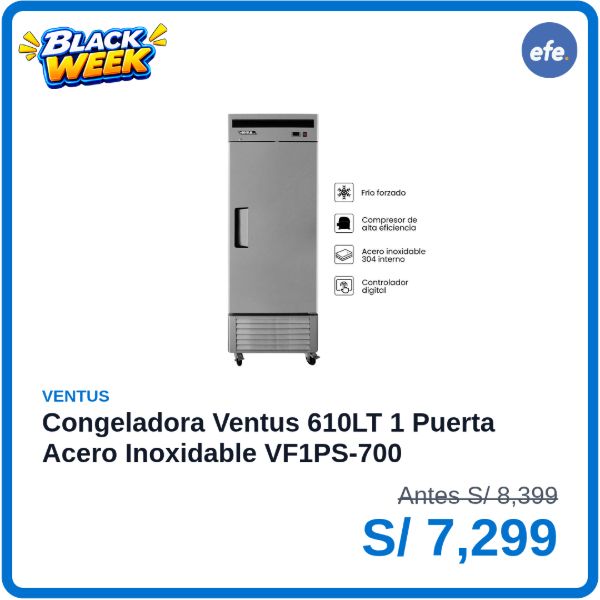 BLACK
WEEK
efe.
Frío forzado
Compresor de
alta eficiencia
Acero inoxidable
304 interno
Controlador
digital
VENTUS
Congeladora Ventus 610LT 1 Puerta
Acero Inoxidable VF1PS-700
Antes S/ 8,399
S/ 7,299